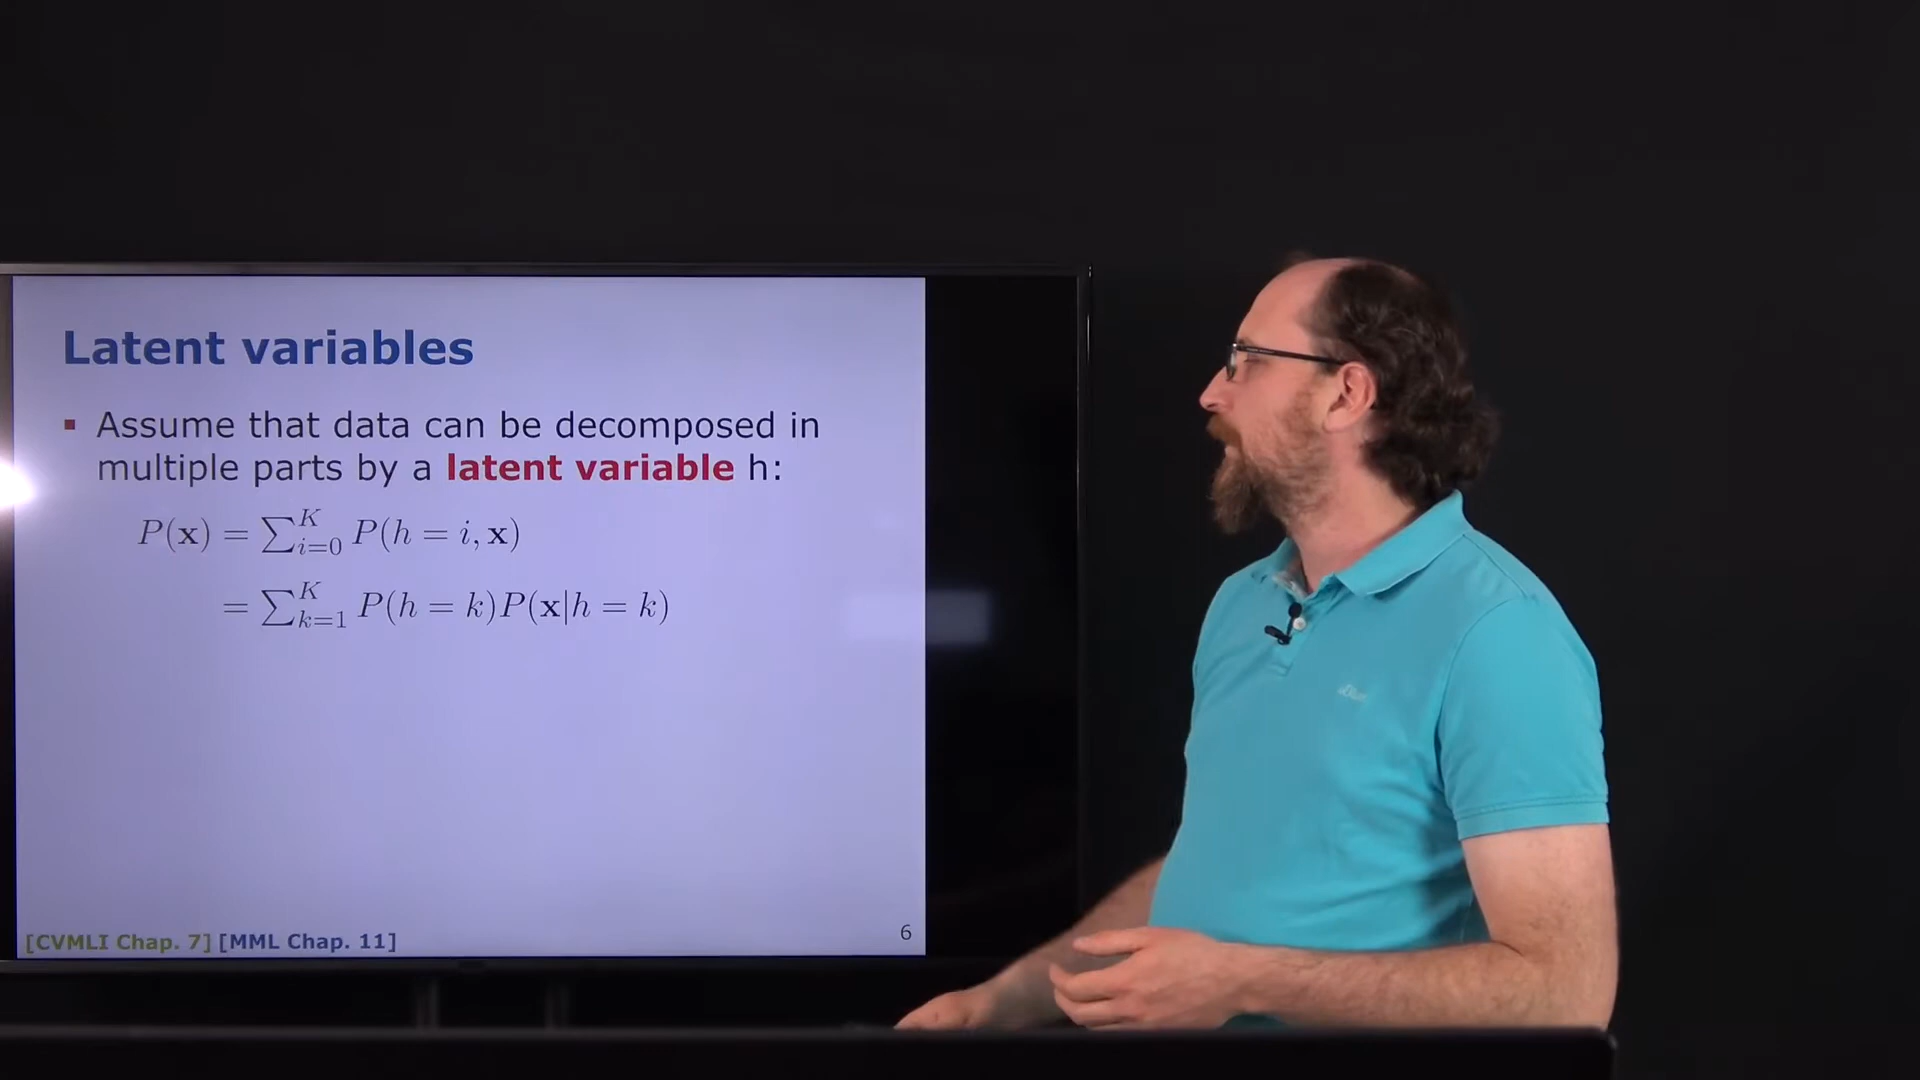 Latent variables
▪ Assume that data can be decomposed in
multiple parts by a latent variable h:
P(x) = ∑_{i=0}^{K} P(h = i, x)
= ∑_{k=1}^{K} P(h = k)P(x|h = k)
[CVMLI Chap. 7] [MML Chap. 11]
6